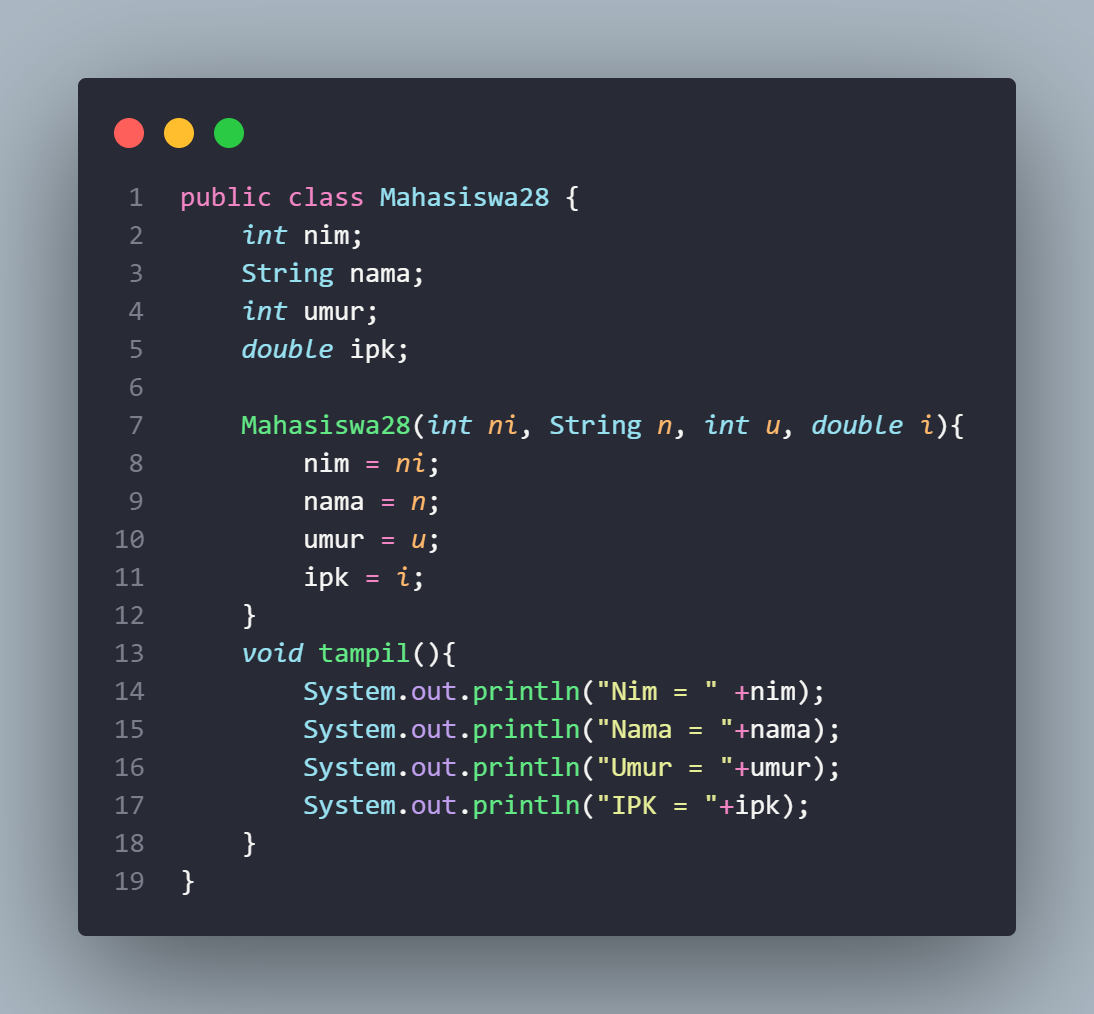 1 public class Mahasiswa28 {
2     int nim;
3     String nama;
4     int umur;
5     double ipk;
6
7     Mahasiswa28(int ni, String n, int u, double i){
8         nim = ni;
9         nama = n;
10         umur = u;
11         ipk = i;
12     }
13     void tampil(){
14         System.out.println("Nim = " +nim);
15         System.out.println("Nama = "+nama);
16         System.out.println("Umur = "+umur);
17         System.out.println("IPK = "+ipk);
18     }
19 }